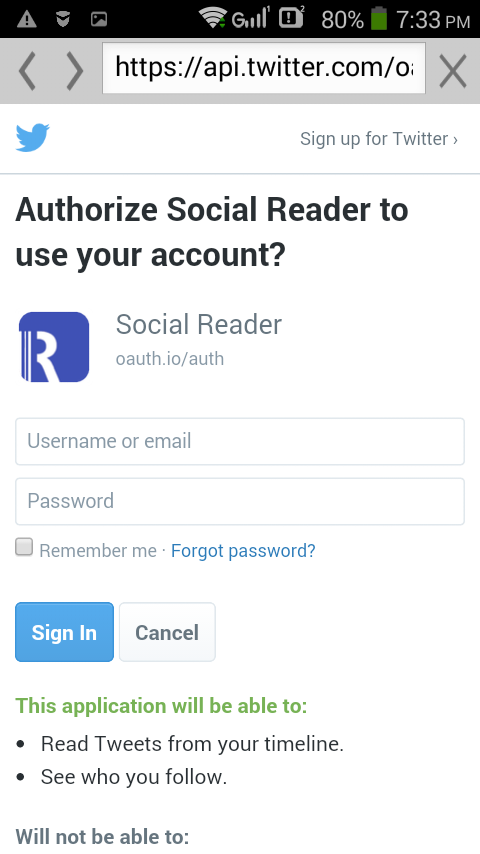 G 1 2 80% 7:33 PM
https://api.twitter.com/oa
Sign up for Twitter ›
Authorize Social Reader to
use your account?
R
Social Reader
oauth.io/auth
Username or email
Password
Remember me · Forgot password?
Sign In Cancel
This application will be able to:
• Read Tweets from your timeline.
• See who you follow.
Will not be able to: